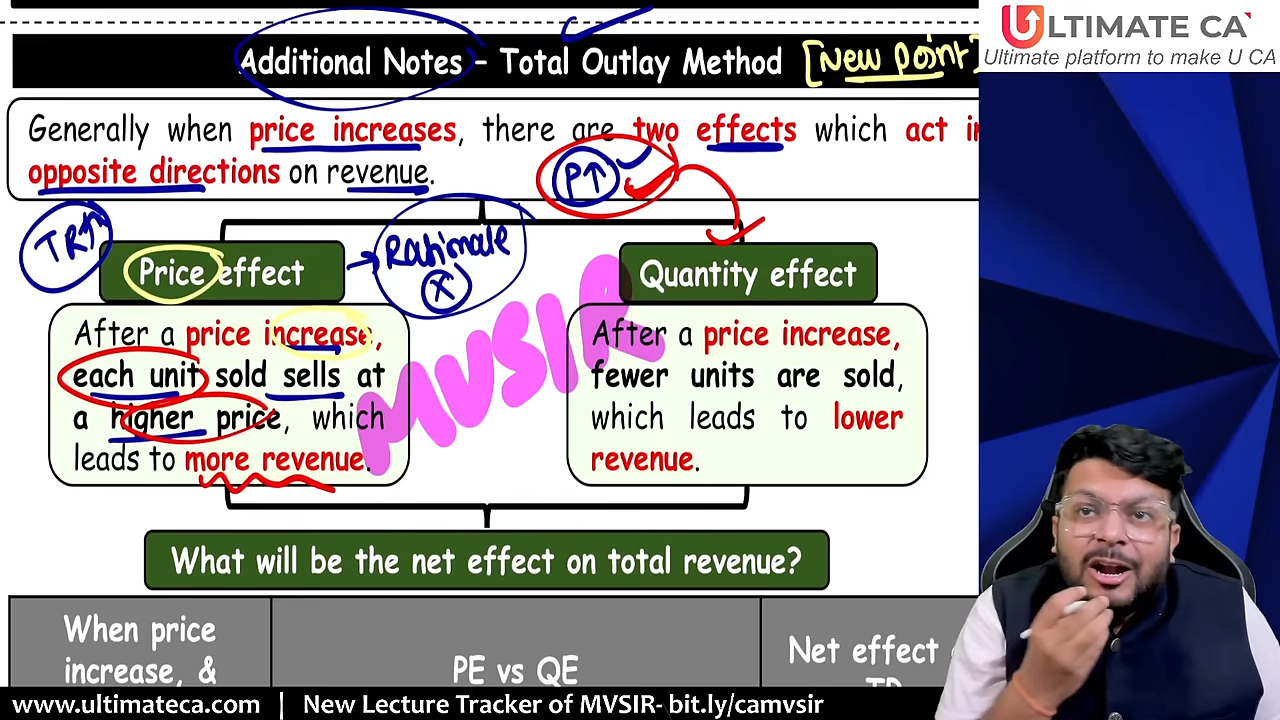 ULTIMATE CA
Ultimate platform to make U CA
Additional Notes – Total Outlay Method [New point]
Generally when price increases, there are two effects which act in
opposite directions on revenue.
P↑
TR↑
Rationale
X
Price effect
Quantity effect
After a price increase,
each unit sold sells at
a higher price, which
leads to more revenue.
After a price increase,
fewer units are sold,
which leads to lower
revenue.
MVSIR
What will be the net effect on total revenue?
When price
increase, &
PE vs QE
Net effect
www.ultimateca.com | New Lecture Tracker of MVSIR- bit.ly/camvsir